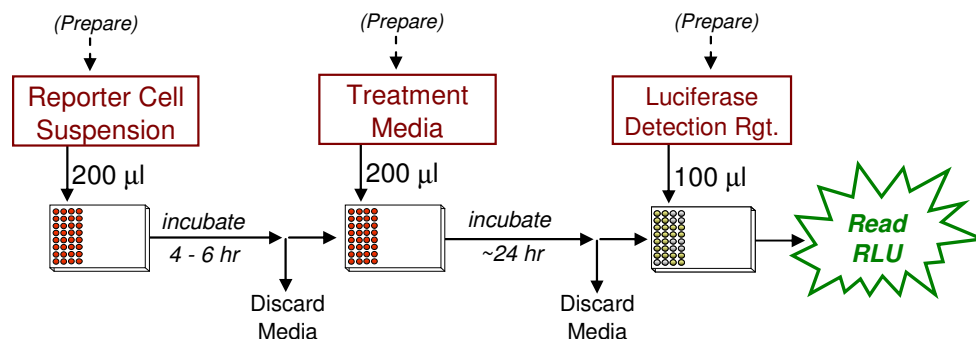 (Prepare)
(Prepare)
(Prepare)
Reporter Cell
Suspension
Treatment
Media
Luciferase
Detection Rgt.
200 μl
200 μl
100 μl
incubate
4 - 6 hr
incubate
~24 hr
Read
RLU
Discard
Media
Discard
Media